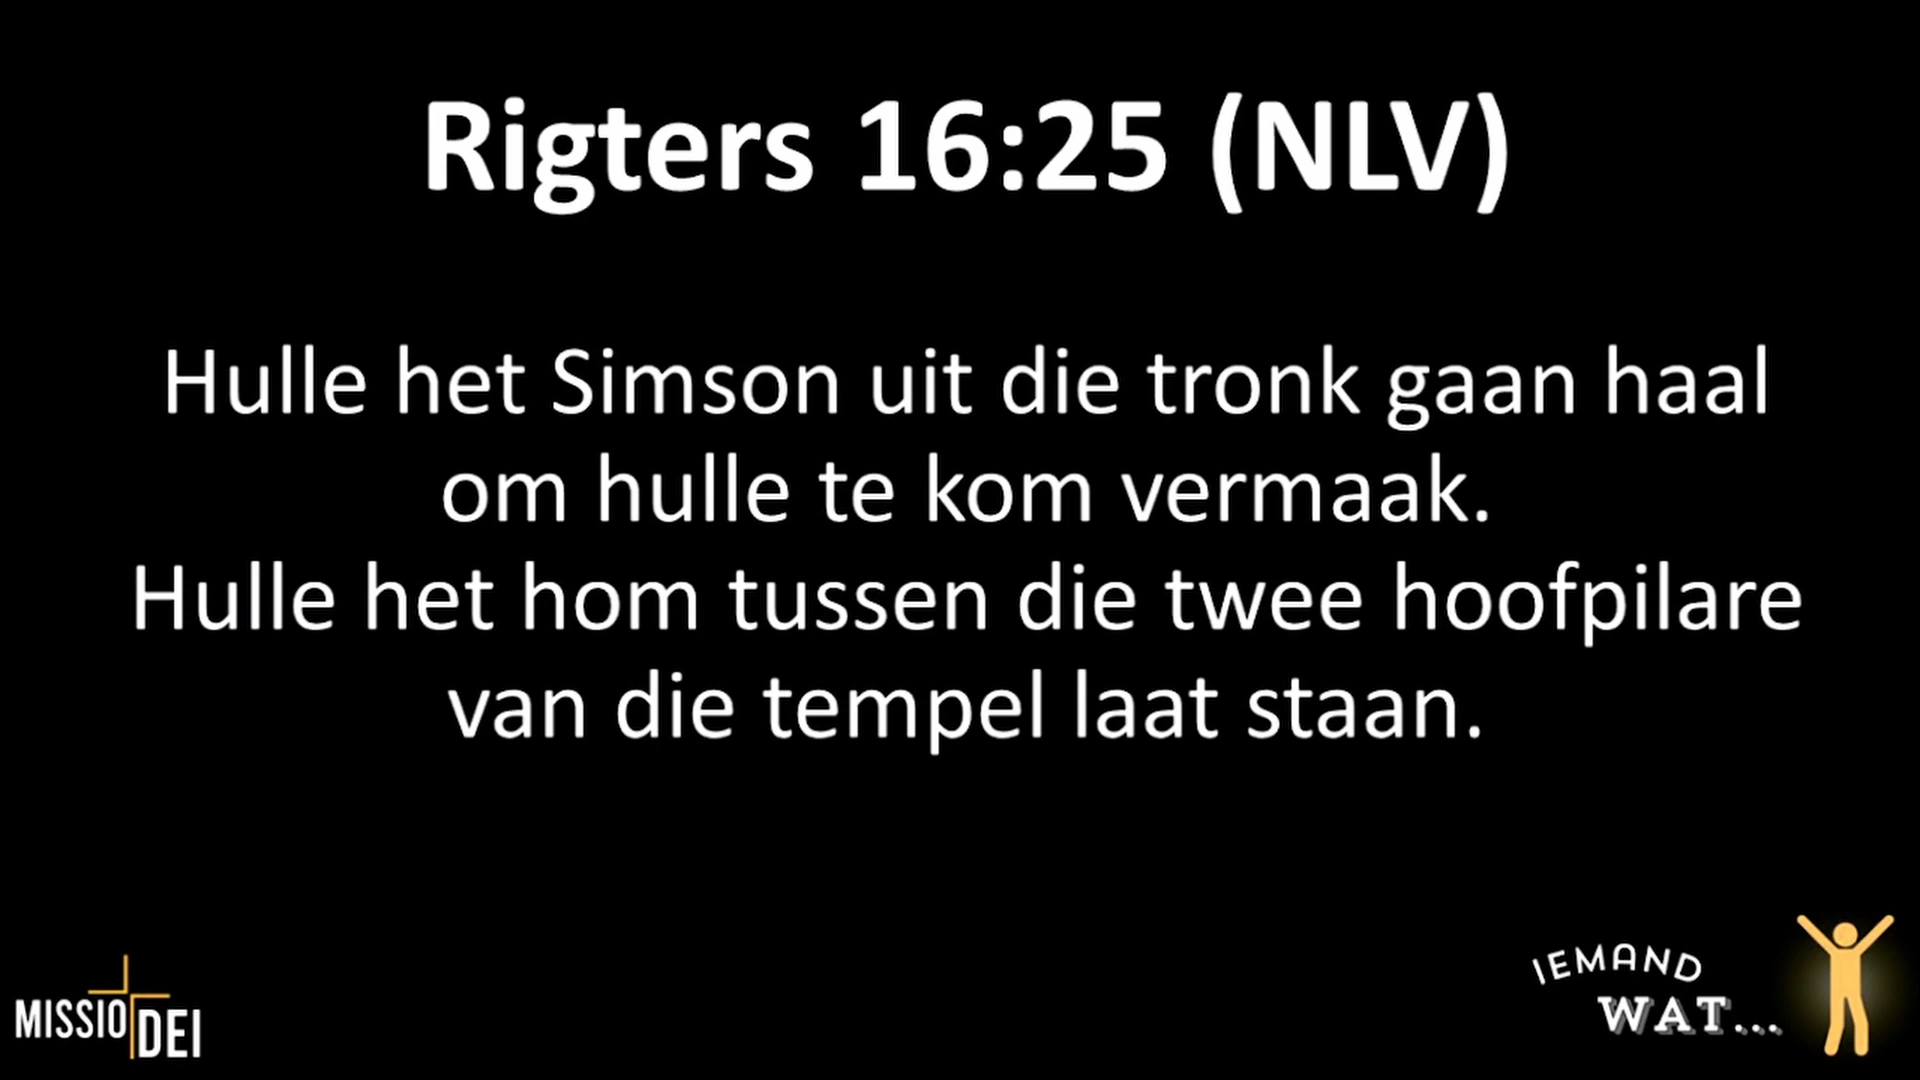 Rigters 16:25 (NLV)
Hulle het Simson uit die tronk gaan haal
om hulle te kom vermaak.
Hulle het hom tussen die twee hoofpilare
van die tempel laat staan.
MISSIO
DEI
IEMAND
WAT...